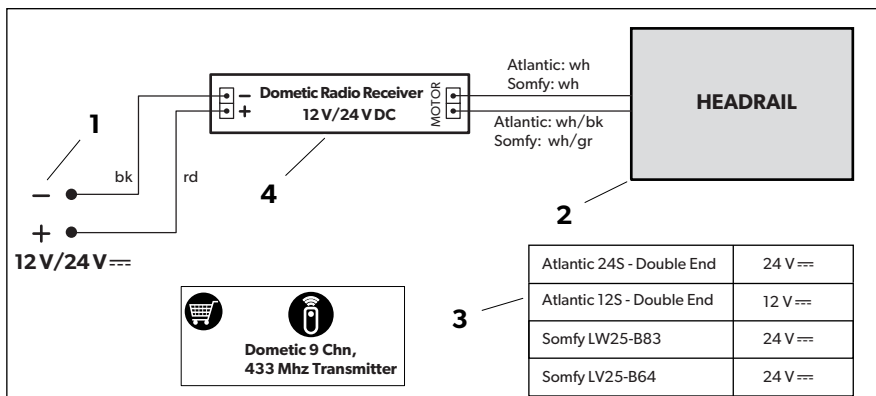 Atlantic: wh
Somfy: wh
Dometic Radio Receiver
12 V/24 V DC
MOTOR
−
+
HEADRAIL
Atlantic: wh/bk
Somfy: wh/gr
1
bk
rd
4
2
−
+
12 V/24 V ⎓
3
Atlantic 24S - Double End 24 V ⎓
Atlantic 12S - Double End 12 V ⎓
Somfy LW25-B83 24 V ⎓
Somfy LV25-B64 24 V ⎓
Dometic 9 Chn,
433 Mhz Transmitter